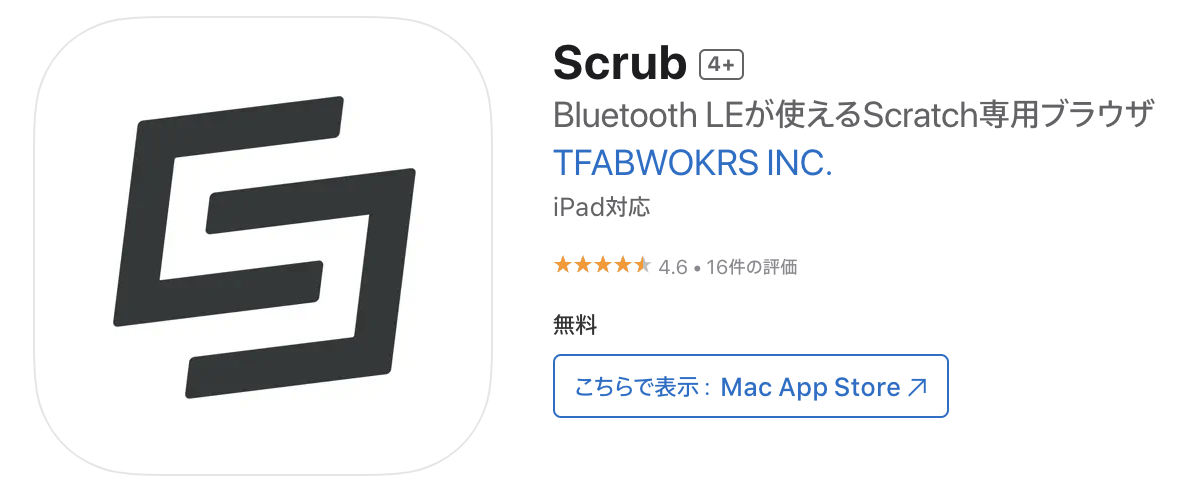 Scrub 4+
Bluetooth LEが使えるScratch専用ブラウザ
TFABWOKRS INC.
iPad対応
★★★★★ 4.6 • 16件の評価
無料
こちらで表示： Mac App Store ↗